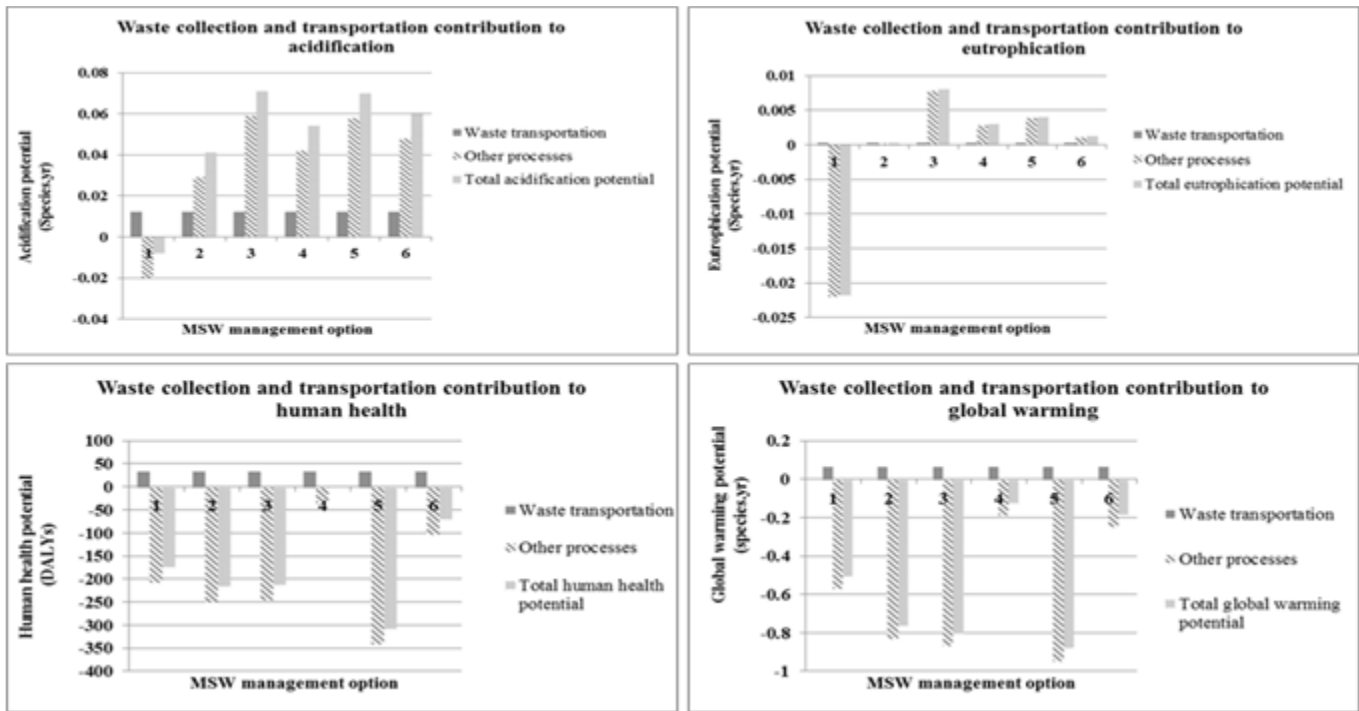 Waste collection and transportation contribution to
acidification
Acidification potential
(Species.yr)
0.08
0.06
0.04
0.02
0
-0.02
-0.04
1 2 3 4 5 6
MSW management option
Waste transportation
Other processes
Total acidification potential
Waste collection and transportation contribution to
eutrophication
Eutrophication potential
(Species.yr)
0.01
0.005
0
-0.005
-0.01
-0.015
-0.02
-0.025
1 2 3 4 5 6
MSW management option
Waste transportation
Other processes
Total eutrophication potential
Waste collection and transportation contribution to
human health
Human health potential
(DALYs)
100
50
0
-50
-100
-150
-200
-250
-300
-350
-400
1 2 3 4 5 6
MSW management option
Waste transportation
Other processes
Total human health
potential
Waste collection and transportation contribution to
global warming
Global warming potential
(species.yr)
0.2
0
-0.2
-0.4
-0.6
-0.8
-1
1 2 3 4 5 6
MSW management option
Waste transportation
Other processes
Total global warming
potential